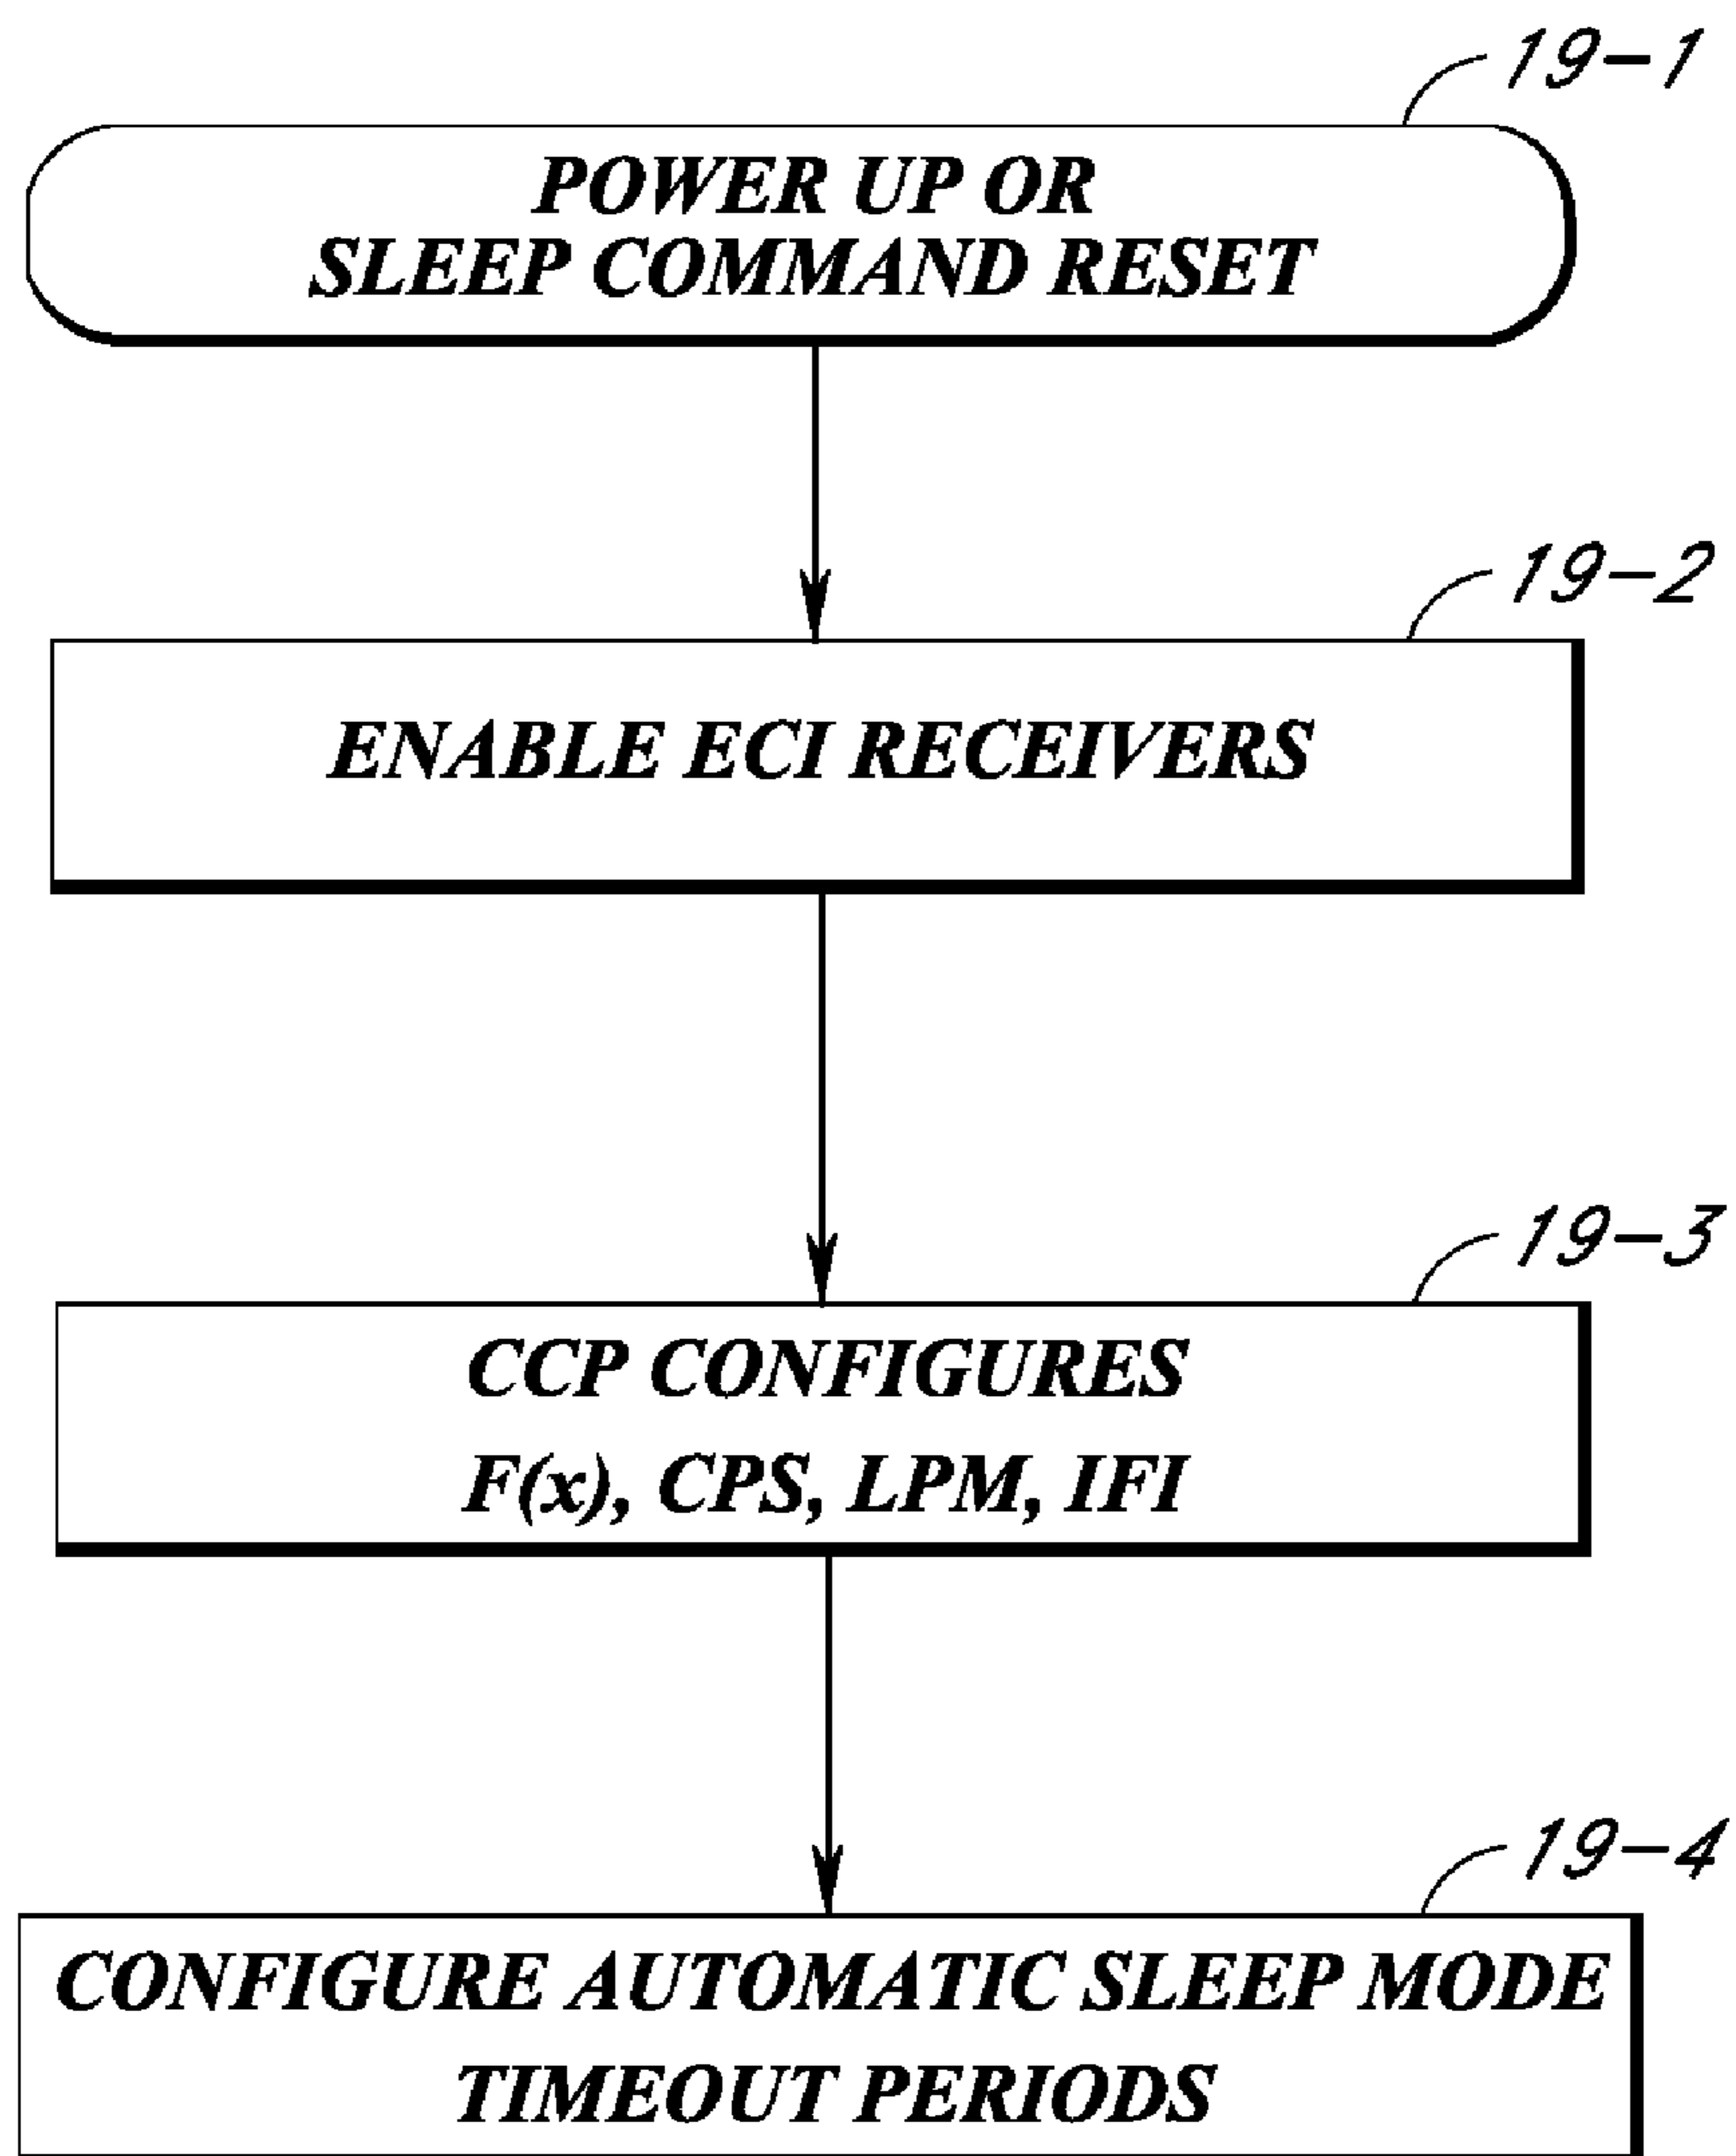 19-1
POWER UP OR
SLEEP COMMAND RESET
19-2
ENABLE ECI RECEIVERS
19-3
CCP CONFIGURES
F(x), CPS, LPM, IFI
19-4
CONFIGURE AUTOMATIC SLEEP MODE
TIMEOUT PERIODS